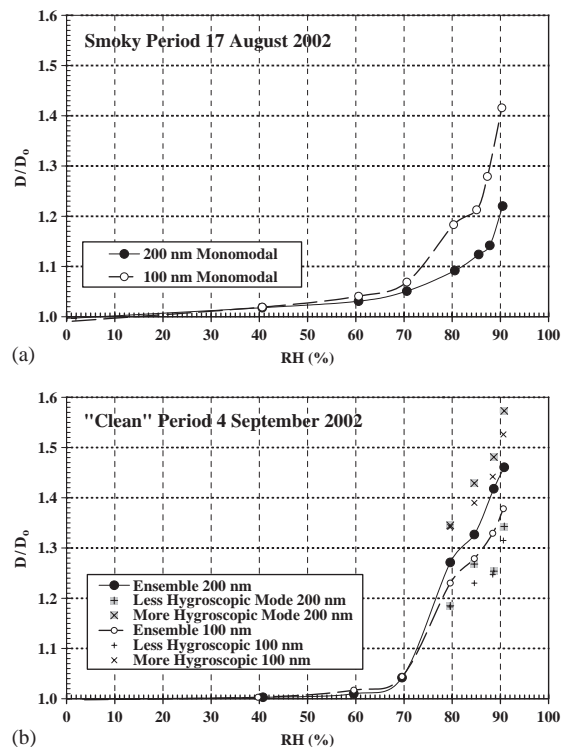 1.6
Smoky Period 17 August 2002
1.5
1.4
1.3
D/Do
1.2
200 nm Monomodal
1.1
100 nm Monomodal
1.0
0 10 20 30 40 50 60 70 80 90 100
(a)
RH (%)
1.6
"Clean" Period 4 September 2002
1.5
1.4
D/Do
1.3
Ensemble 200 nm
Less Hygroscopic Mode 200 nm
1.2
More Hygroscopic Mode 200 nm
Ensemble 100 nm
1.1
Less Hygroscopic 100 nm
More Hygroscopic 100 nm
1.0
0 10 20 30 40 50 60 70 80 90 100
(b)
RH (%)